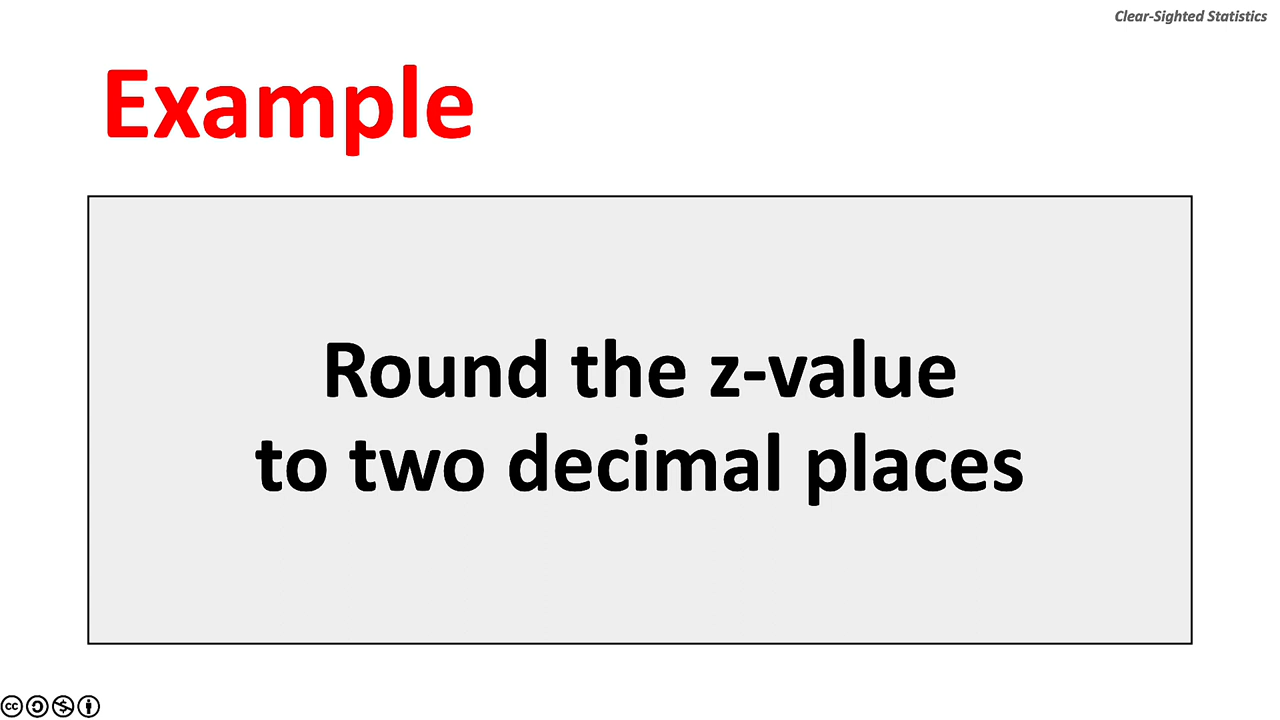 Clear-Sighted Statistics
Example
Round the z-value
to two decimal places